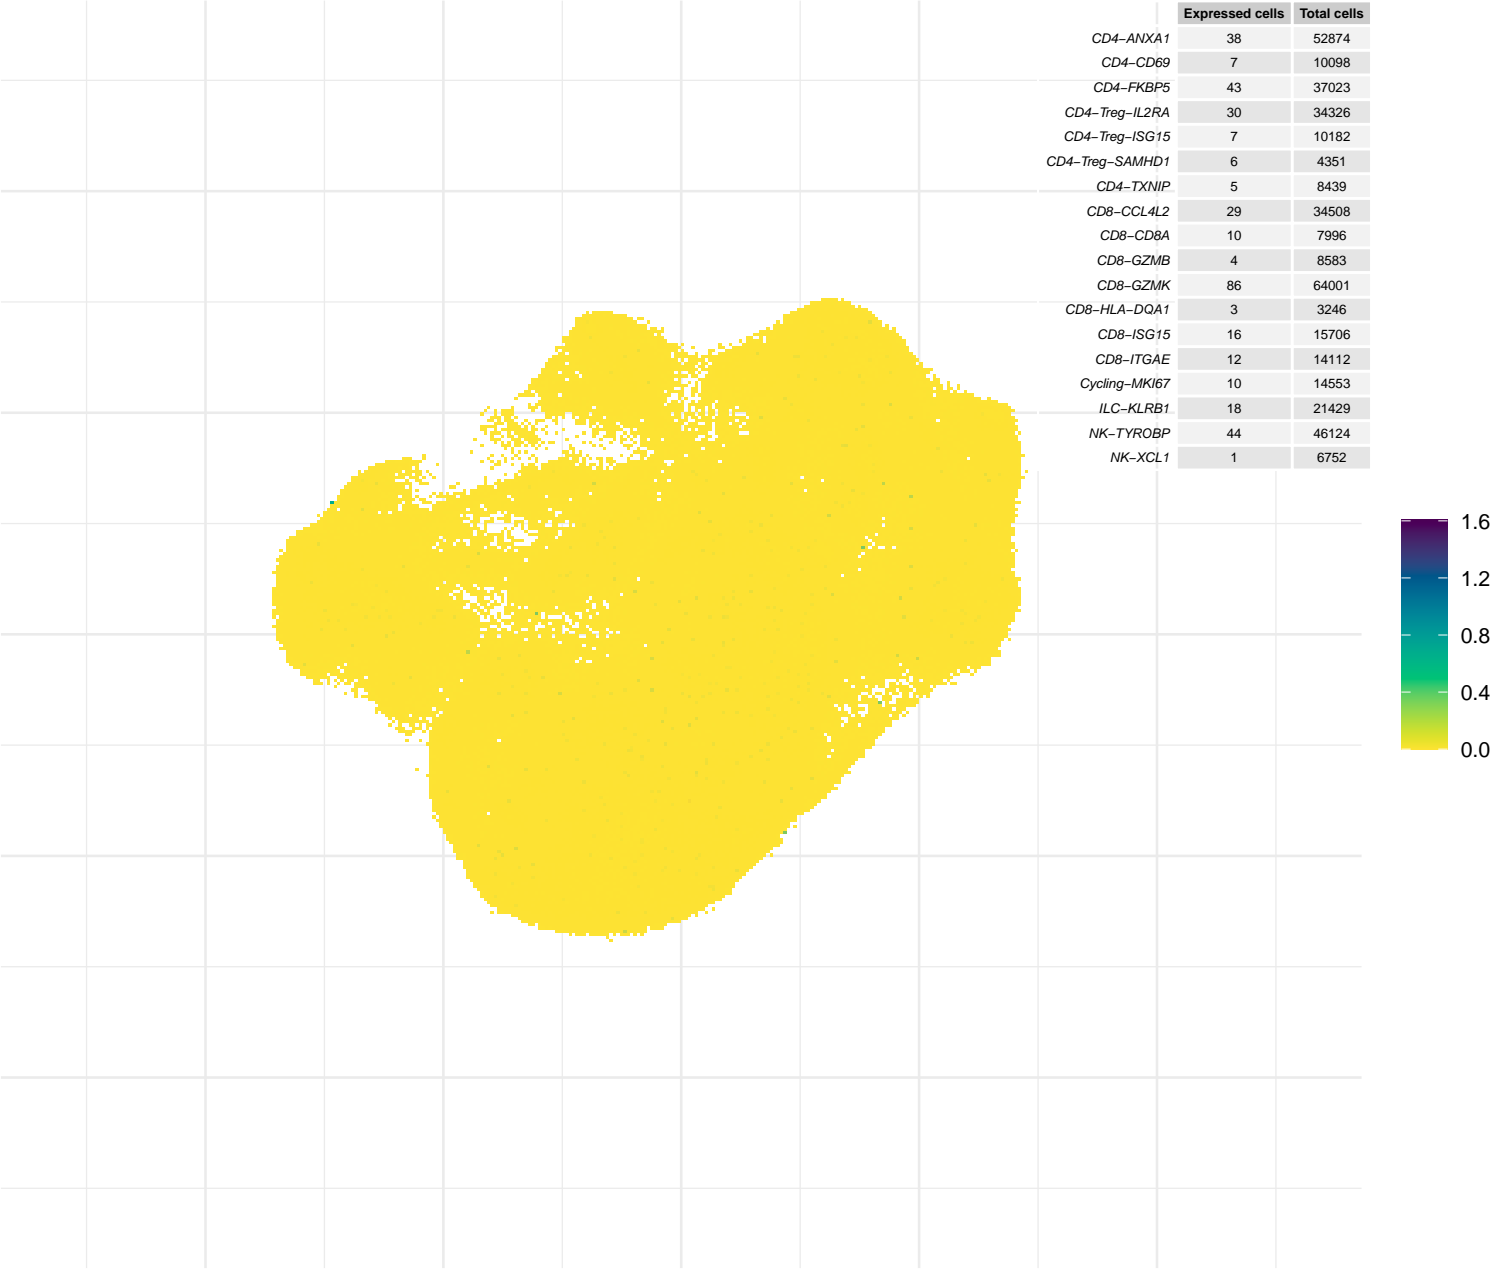 Expressed cells Total cells
CD4−ANXA1 38 52874
CD4−CD69 7 10098
CD4−FKBP5 43 37023
CD4−Treg−IL2RA 30 34326
CD4−Treg−ISG15 7 10182
CD4−Treg−SAMHD1 6 4351
CD4−TXNIP 5 8439
CD8−CCL4L2 29 34508
CD8−CD8A 10 7996
CD8−GZMB 4 8583
CD8−GZMK 86 64001
CD8−HLA−DQA1 3 3246
CD8−ISG15 16 15706
CD8−ITGAE 12 14112
Cycling−MKI67 10 14553
ILC−KLRB1 18 21429
NK−TYROBP 44 46124
NK−XCL1 1 6752
1.6
1.2
0.8
0.4
0.0